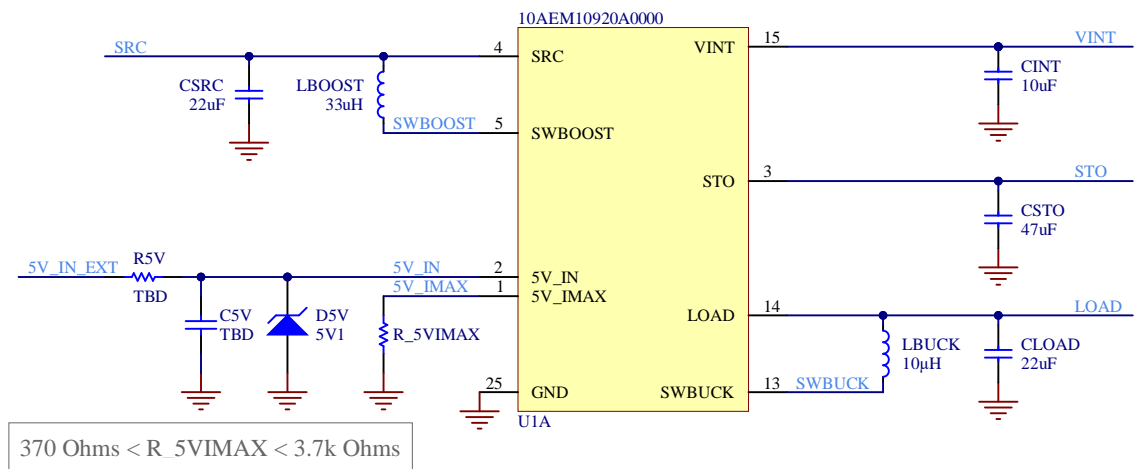 10AEM10920A0000
SRC
4
SRC
15
VINT
VINT
CSRC
22uF
LBOOST
33uH
CINT
10uF
SWBOOST
5
SWBOOST
3
STO
STO
CSTO
47uF
5V_IN_EXT
R5V
TBD
5V_IN
2
5V_IN
5V_IMAX
1
5V_IMAX
C5V
TBD
D5V
5V1
R_5VIMAX
14
LOAD
LOAD
LBUCK
10µH
CLOAD
22uF
25
GND
SWBUCK
13
SWBUCK
U1A
370 Ohms < R_5VIMAX < 3.7k Ohms